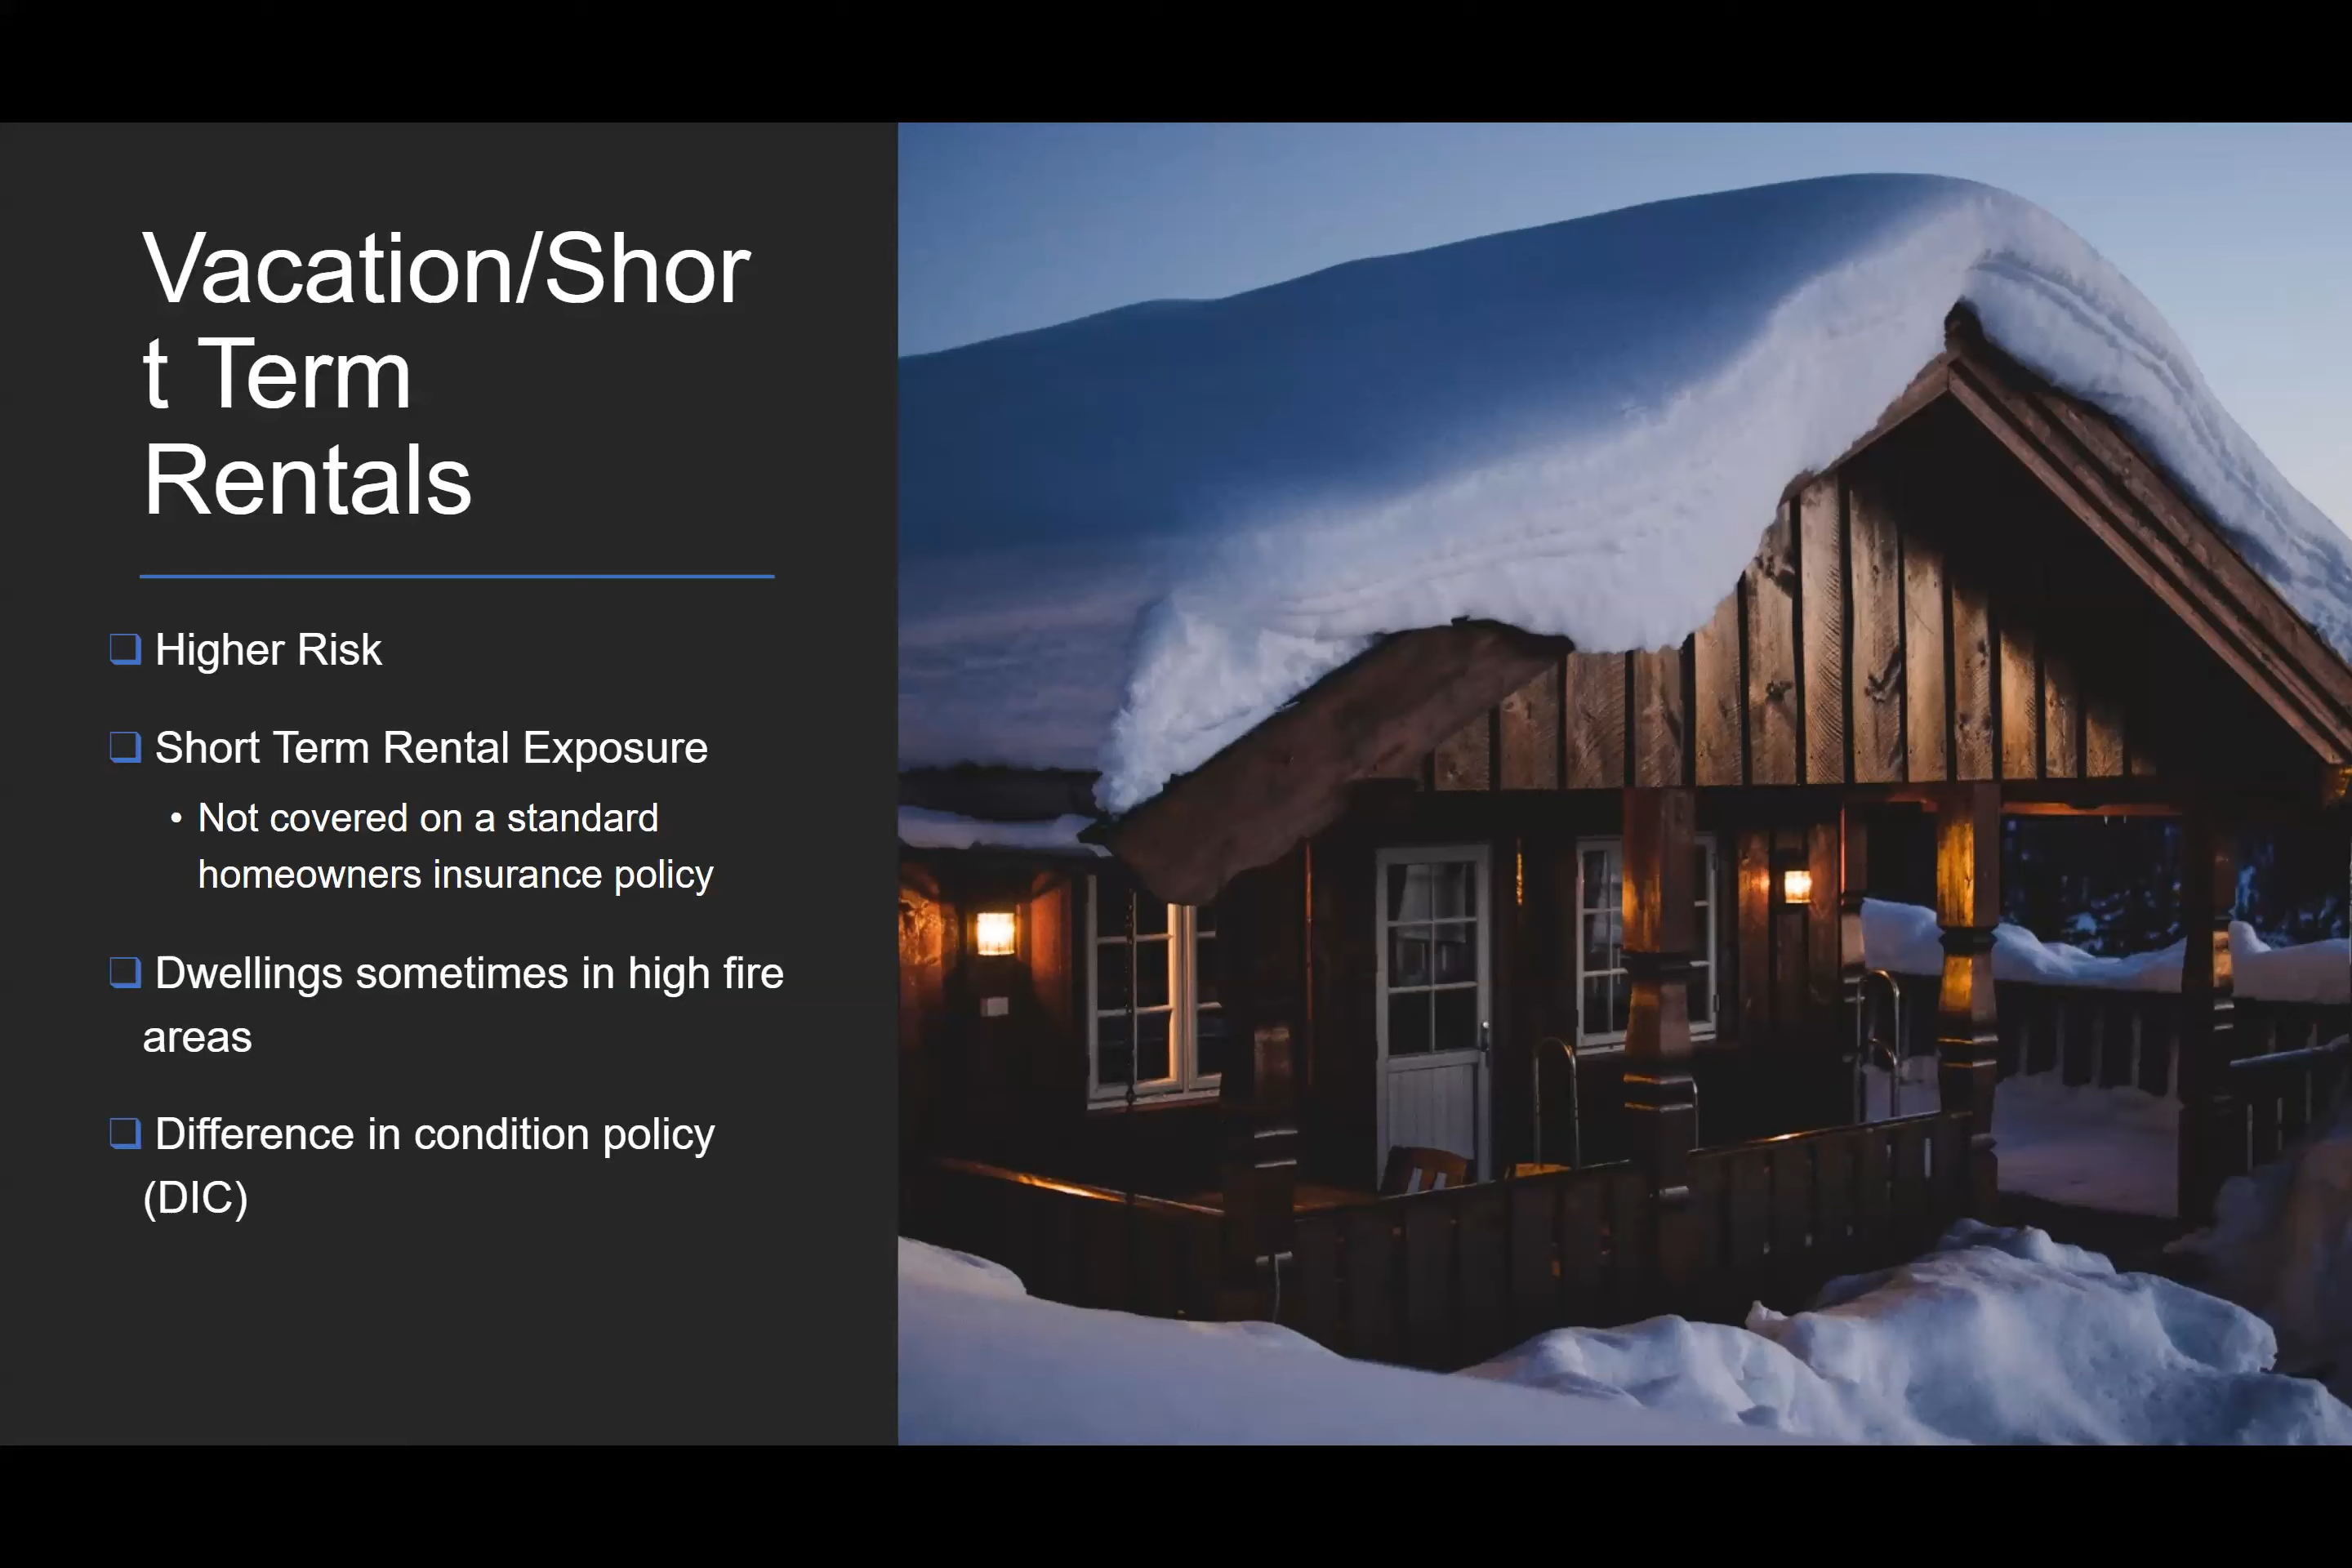 Vacation/Shor
t Term
Rentals
❑ Higher Risk
❑ Short Term Rental Exposure
• Not covered on a standard
homeowners insurance policy
❑ Dwellings sometimes in high fire
areas
❑ Difference in condition policy
(DIC)